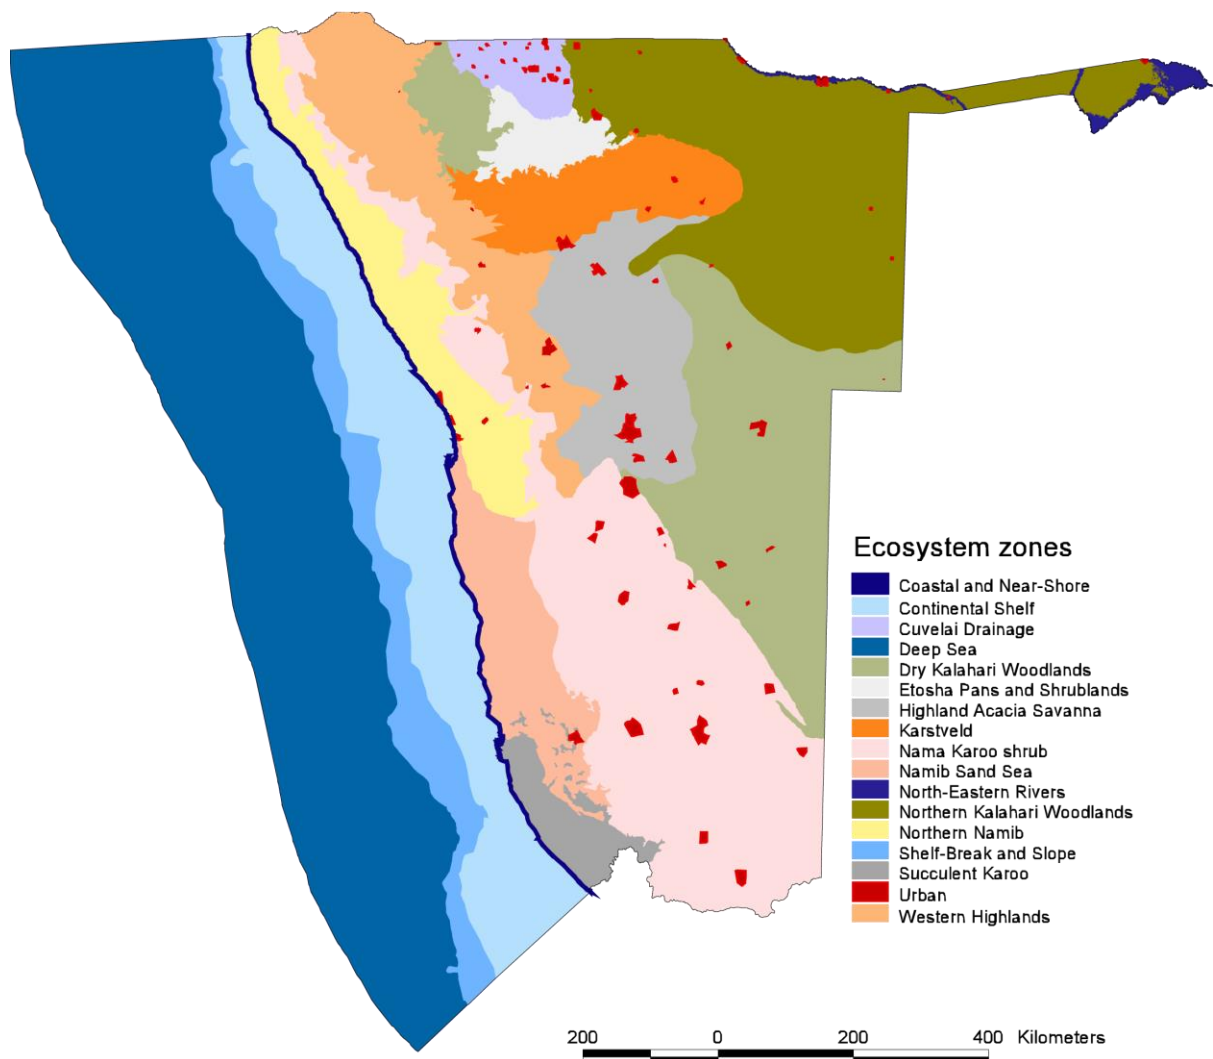 Ecosystem zones
Coastal and Near-Shore
Continental Shelf
Cuvelai Drainage
Deep Sea
Dry Kalahari Woodlands
Etosha Pans and Shrublands
Highland Acacia Savanna
Karstveld
Nama Karoo shrub
Namib Sand Sea
North-Eastern Rivers
Northern Kalahari Woodlands
Northern Namib
Shelf-Break and Slope
Succulent Karoo
Urban
Western Highlands
200 0 200 400 Kilometers